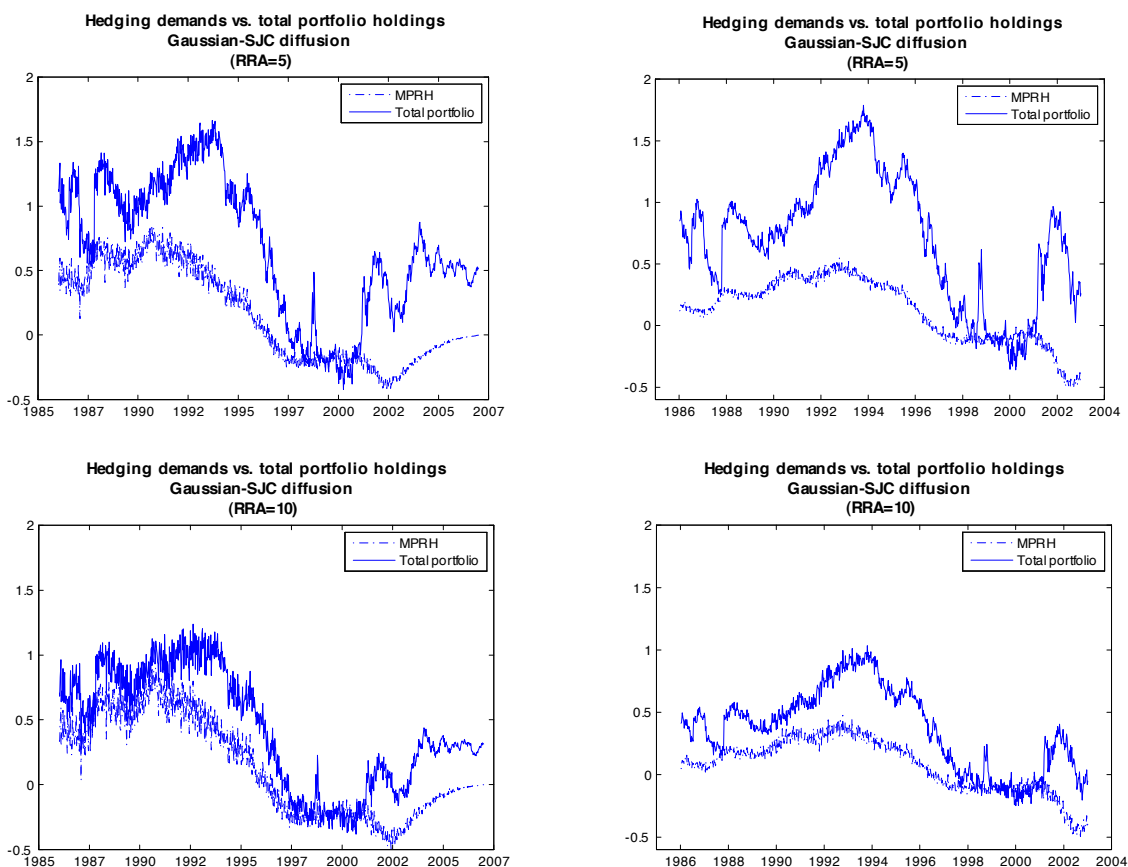 Hedging demands vs. total portfolio holdings
Gaussian-SJC diffusion
(RRA=5)
2
1.5
1
0.5
0
-0.5
MPRH
Total portfolio
1985 1987 1990 1992 1995 1997 2000 2002 2005 2007
Hedging demands vs. total portfolio holdings
Gaussian-SJC diffusion
(RRA=5)
2
1.5
1
0.5
0
-0.5
MPRH
Total portfolio
1986 1988 1990 1992 1994 1996 1998 2000 2002 2004
Hedging demands vs. total portfolio holdings
Gaussian-SJC diffusion
(RRA=10)
2
1.5
1
0.5
0
-0.5
MPRH
Total portfolio
1985 1987 1990 1992 1995 1997 2000 2002 2005 2007
Hedging demands vs. total portfolio holdings
Gaussian-SJC diffusion
(RRA=10)
2
1.5
1
0.5
0
-0.5
MPRH
Total portfolio
1986 1988 1990 1992 1994 1996 1998 2000 2002 2004